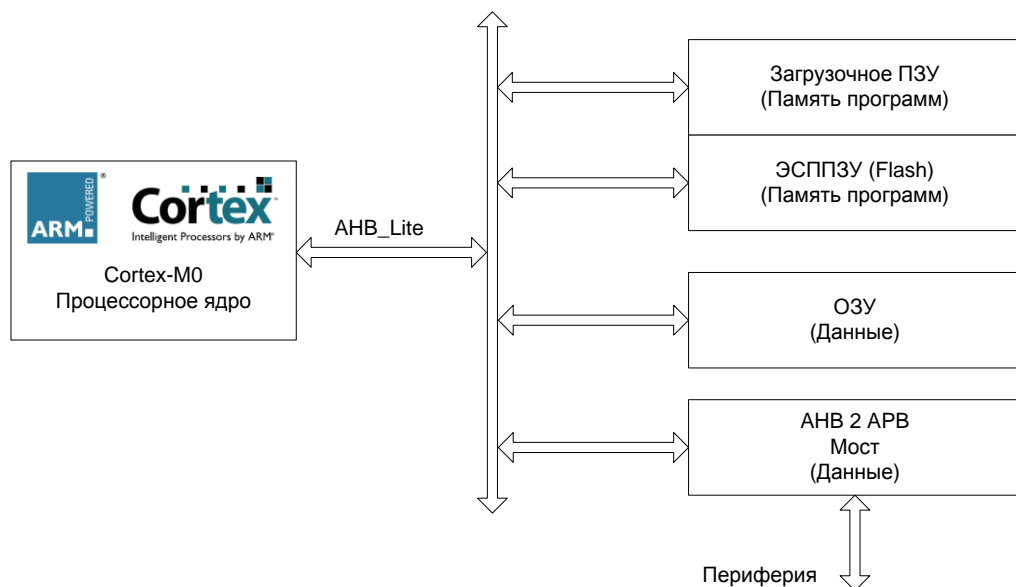 Загрузочное ПЗУ
(Память программ)
ЭСППЗУ (Flash)
(Память программ)
ARM
POWERED
®
Cortex
Intelligent Processors by ARM®
Cortex-M0
Процессорное ядро
AHB_Lite
ОЗУ
(Данные)
AHB 2 APB
Мост
(Данные)
Периферия